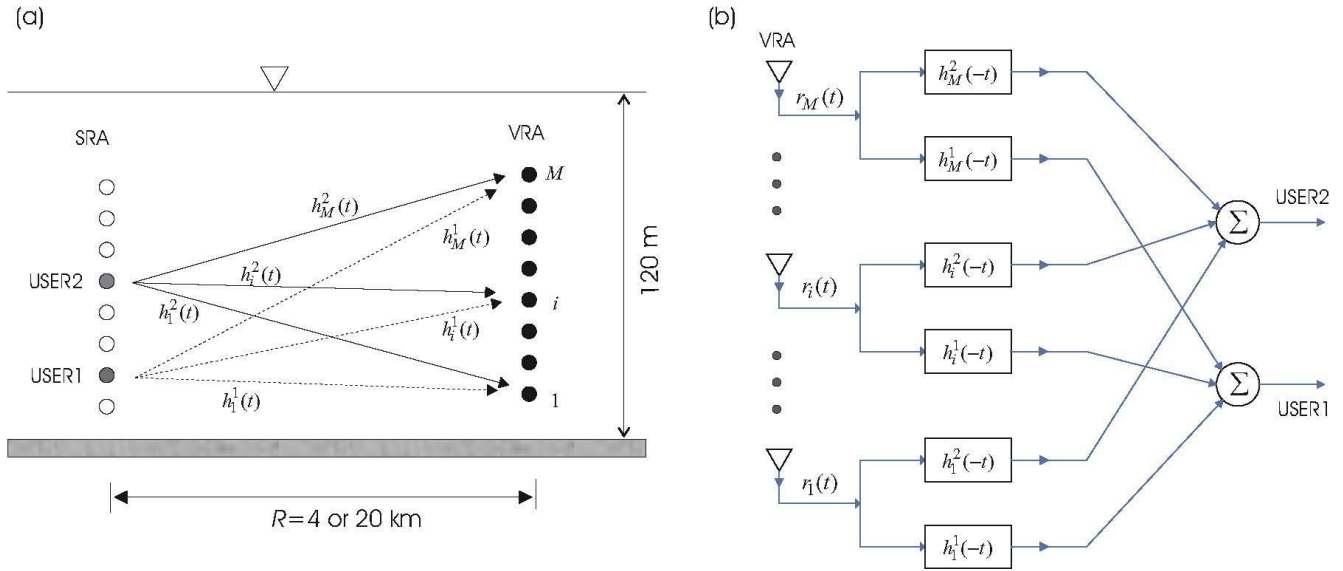 (a)
SRA
VRA
M
h_M^2(t)
h_M^1(t)
USER2
h_i^2(t)
i
h_1^2(t)
h_i^1(t)
USER1
h_1^1(t)
1
120 m
R=4 or 20 km
(b)
VRA
h_M^2(-t)
r_M(t)
h_M^1(-t)
USER2
Σ
h_i^2(-t)
r_i(t)
h_i^1(-t)
Σ
USER1
h_1^2(-t)
r_1(t)
h_1^1(-t)